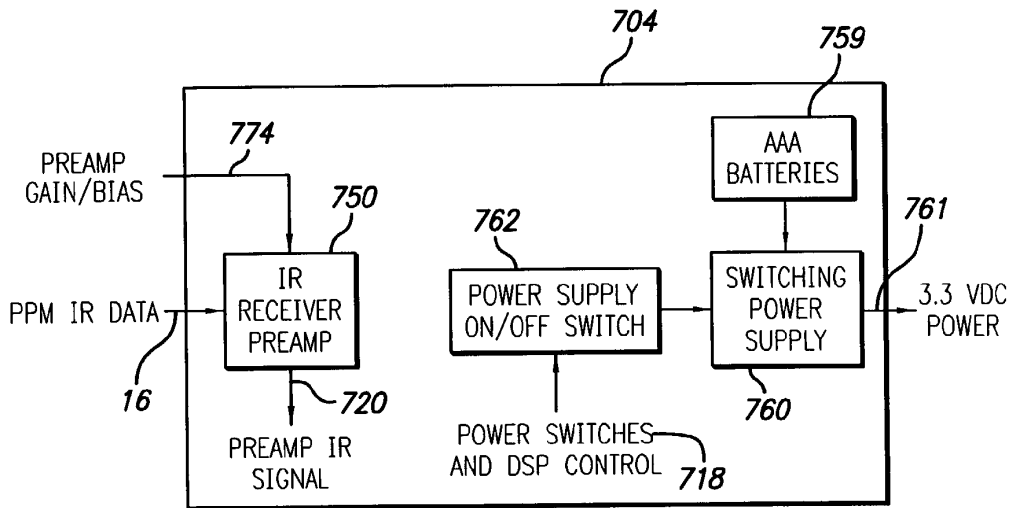 704
759
774
PREAMP
GAIN/BIAS
AAA
BATTERIES
750
762
761
IR
RECEIVER
PREAMP
PPM IR DATA
POWER SUPPLY
ON/OFF SWITCH
SWITCHING
POWER
SUPPLY
3.3 VDC
POWER
16
720
760
PREAMP IR
SIGNAL
POWER SWITCHES
AND DSP CONTROL
718